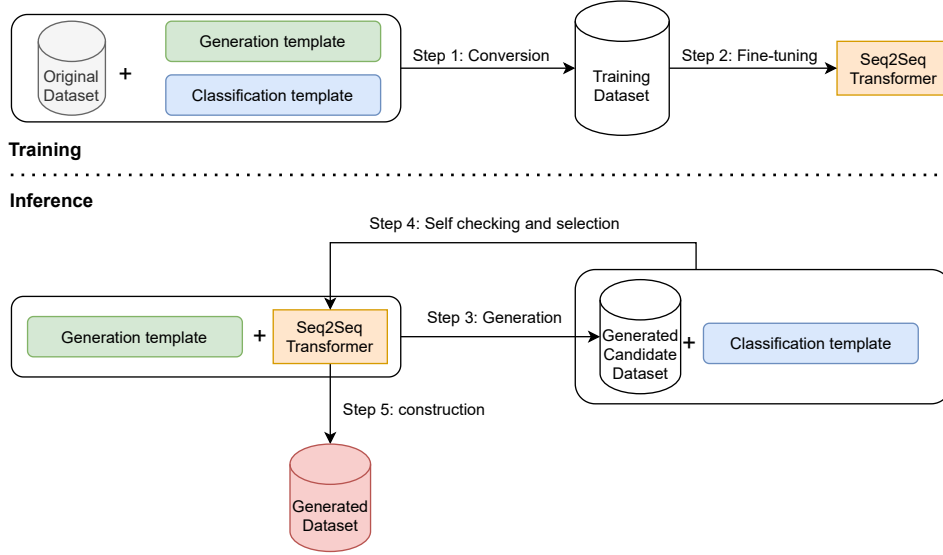 Generation template
Original
Dataset
+
Classification template
Step 1: Conversion
Training
Dataset
Step 2: Fine-tuning
Seq2Seq
Transformer
Training
Inference
Step 4: Self checking and selection
Generation template
+
Seq2Seq
Transformer
Step 3: Generation
Generated
Candidate
Dataset
+
Classification template
Step 5: construction
Generated
Dataset